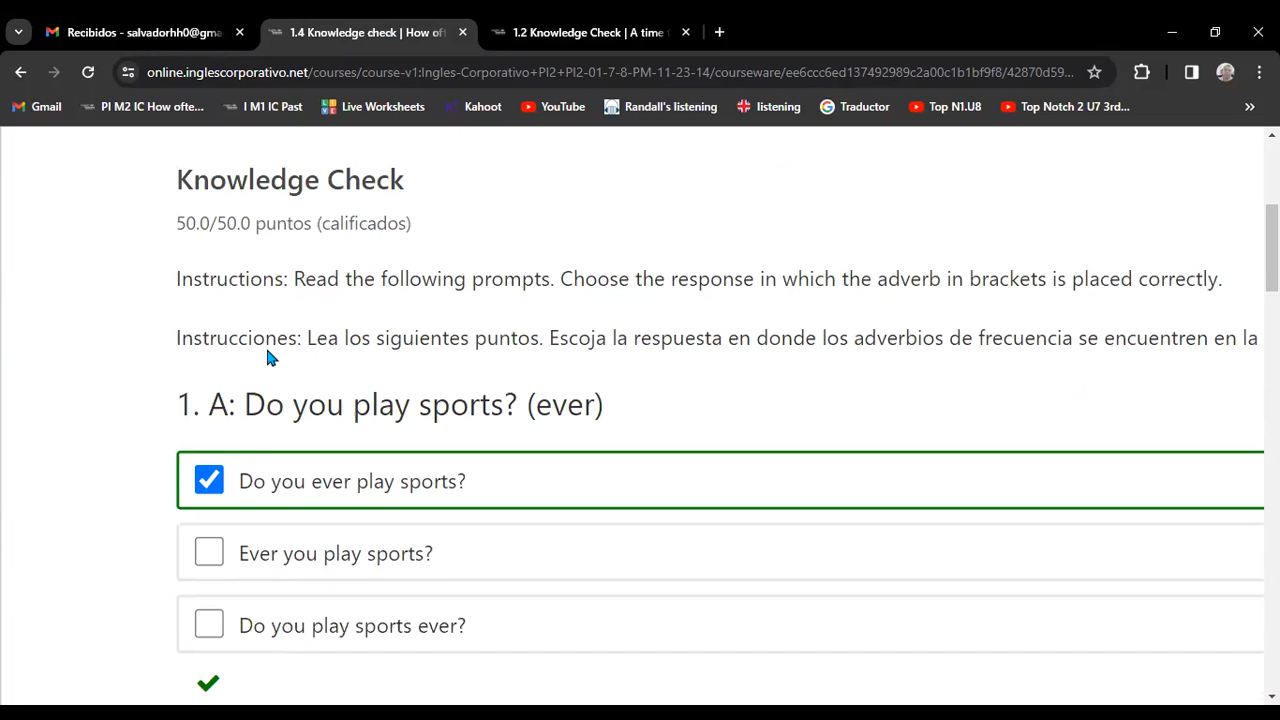 Recibidos - salvadorhh0@gma
1.4 Knowledge check | How oft
1.2 Knowledge Check | A time
online.inglescorporativo.net/courses/course-v1:Ingles-Corporativo+PI2+PI2-01-7-8-PM-11-23-14/courseware/ee6ccc6ed137492989c2a00c1b1bf9f8/42870d59...
Gmail
PI M2 IC How ofte...
I M1 IC Past
Live Worksheets
Kahoot
YouTube
Randall's listening
listening
Traductor
Top N1.U8
Top Notch 2 U7 3rd...
Knowledge Check
50.0/50.0 puntos (calificados)
Instructions: Read the following prompts. Choose the response in which the adverb in brackets is placed correctly.
Instrucciones: Lea los siguientes puntos. Escoja la respuesta en donde los adverbios de frecuencia se encuentren en la
1. A: Do you play sports? (ever)
Do you ever play sports?
Ever you play sports?
Do you play sports ever?